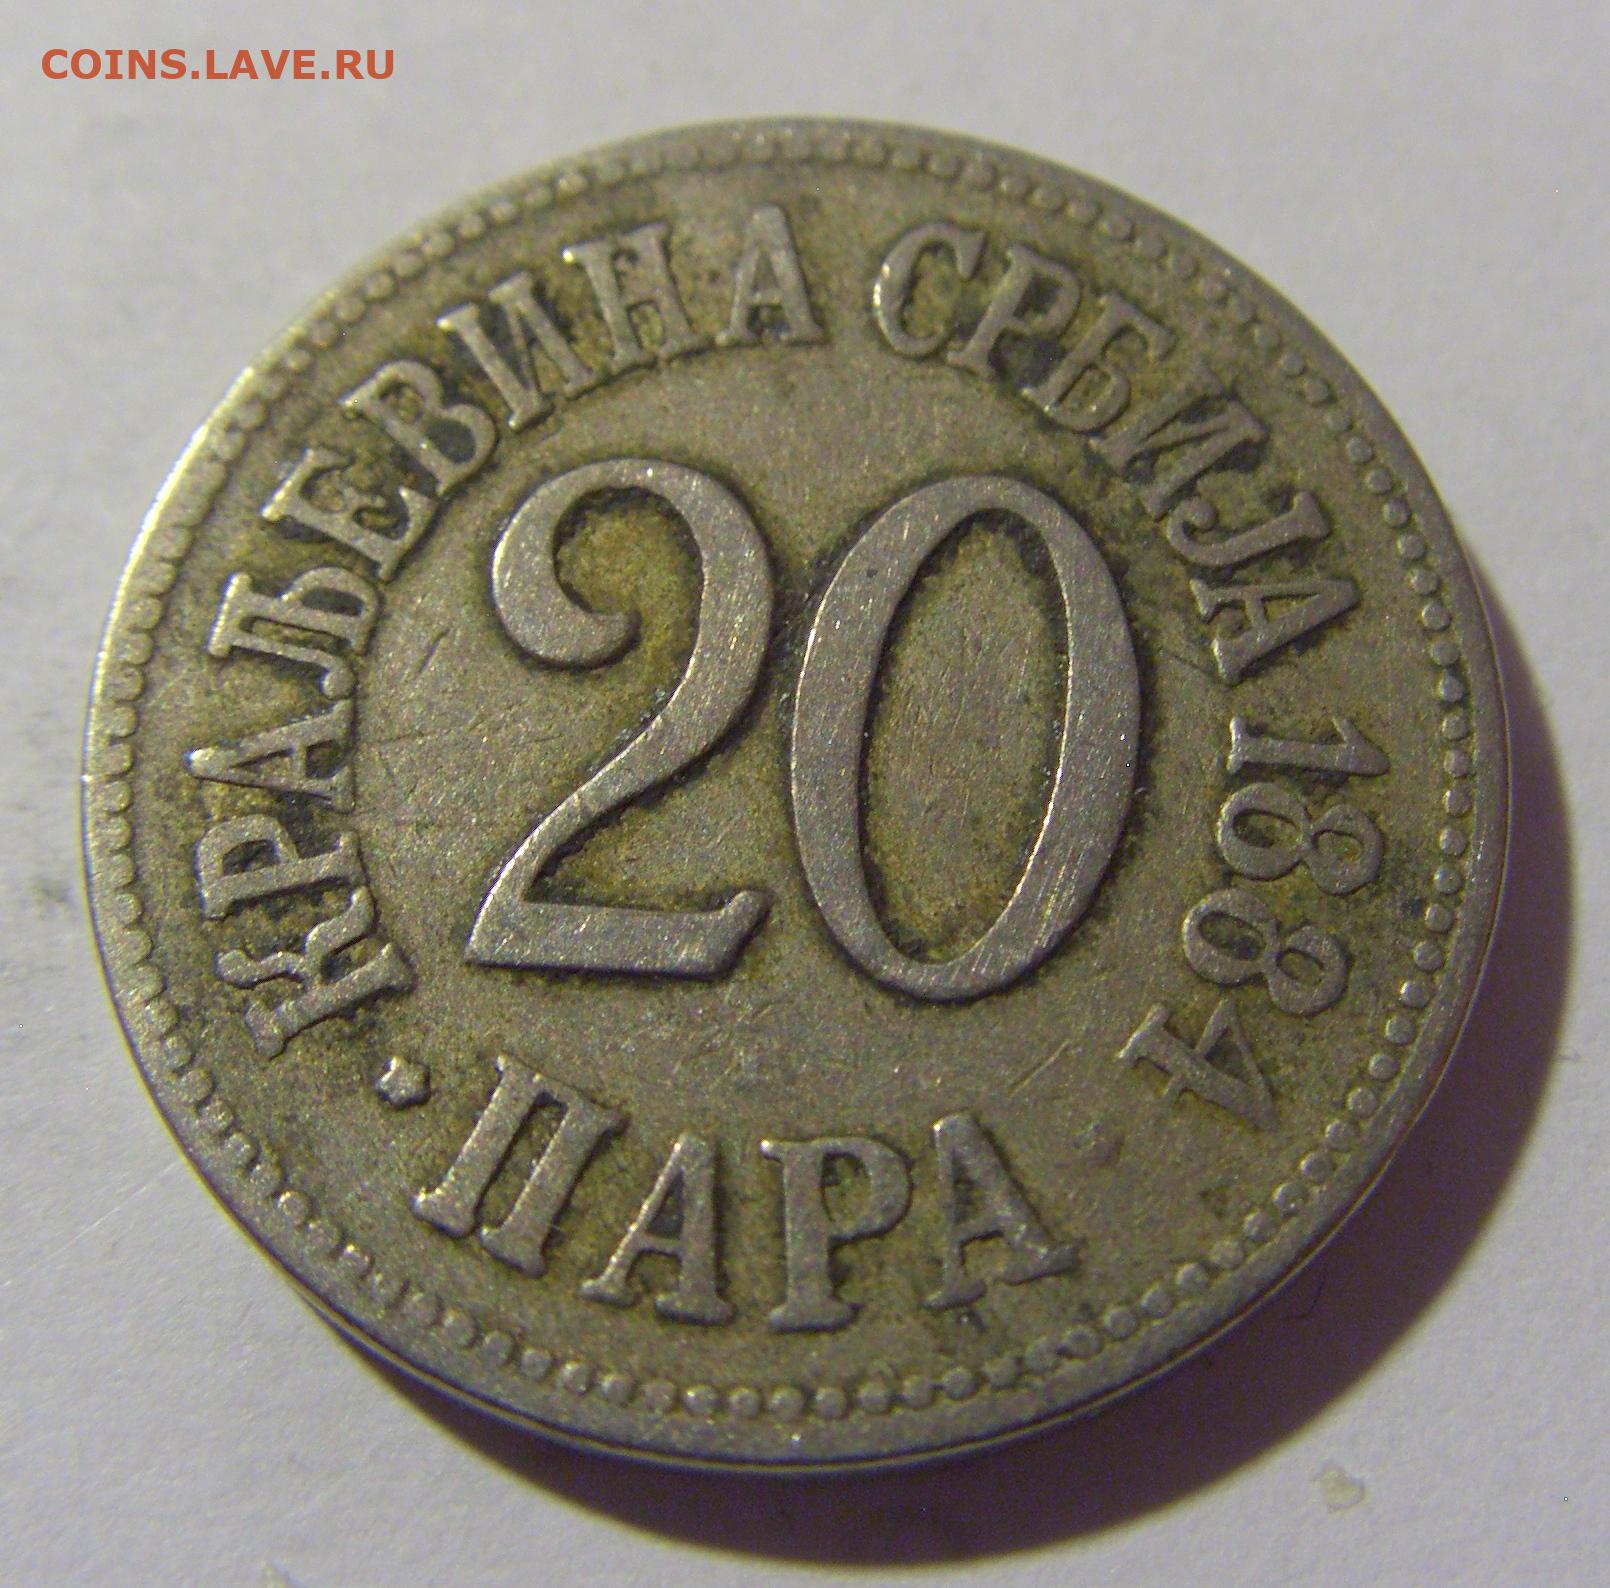 COINS.LAVE.RU
КРАЉЕВИНА СРБИЈА 1884
20
ПАРА